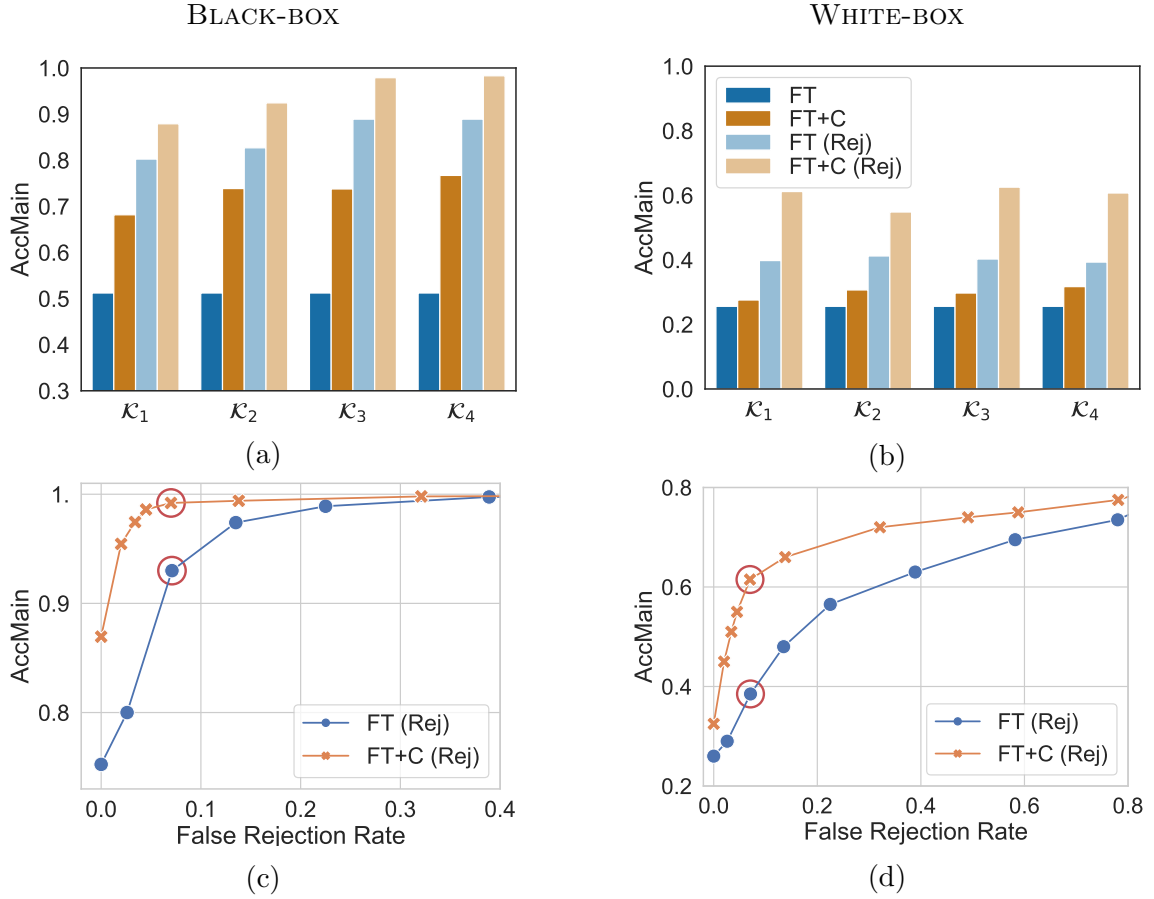 BLACK-BOX
WHITE-BOX
1.0
0.9
0.8
0.7
0.6
0.5
0.4
0.3
AccMain
𝒦1 𝒦2 𝒦3 𝒦4
(a)
1.0
0.8
0.6
0.4
0.2
0.0
AccMain
FT
FT+C
FT (Rej)
FT+C (Rej)
𝒦1 𝒦2 𝒦3 𝒦4
(b)
1.
0.9
0.8
AccMain
FT (Rej)
FT+C (Rej)
0.0 0.1 0.2 0.3 0.4
False Rejection Rate
(c)
0.8
0.6
0.4
0.2
AccMain
FT (Rej)
FT+C (Rej)
0.0 0.2 0.4 0.6 0.8
False Rejection Rate
(d)